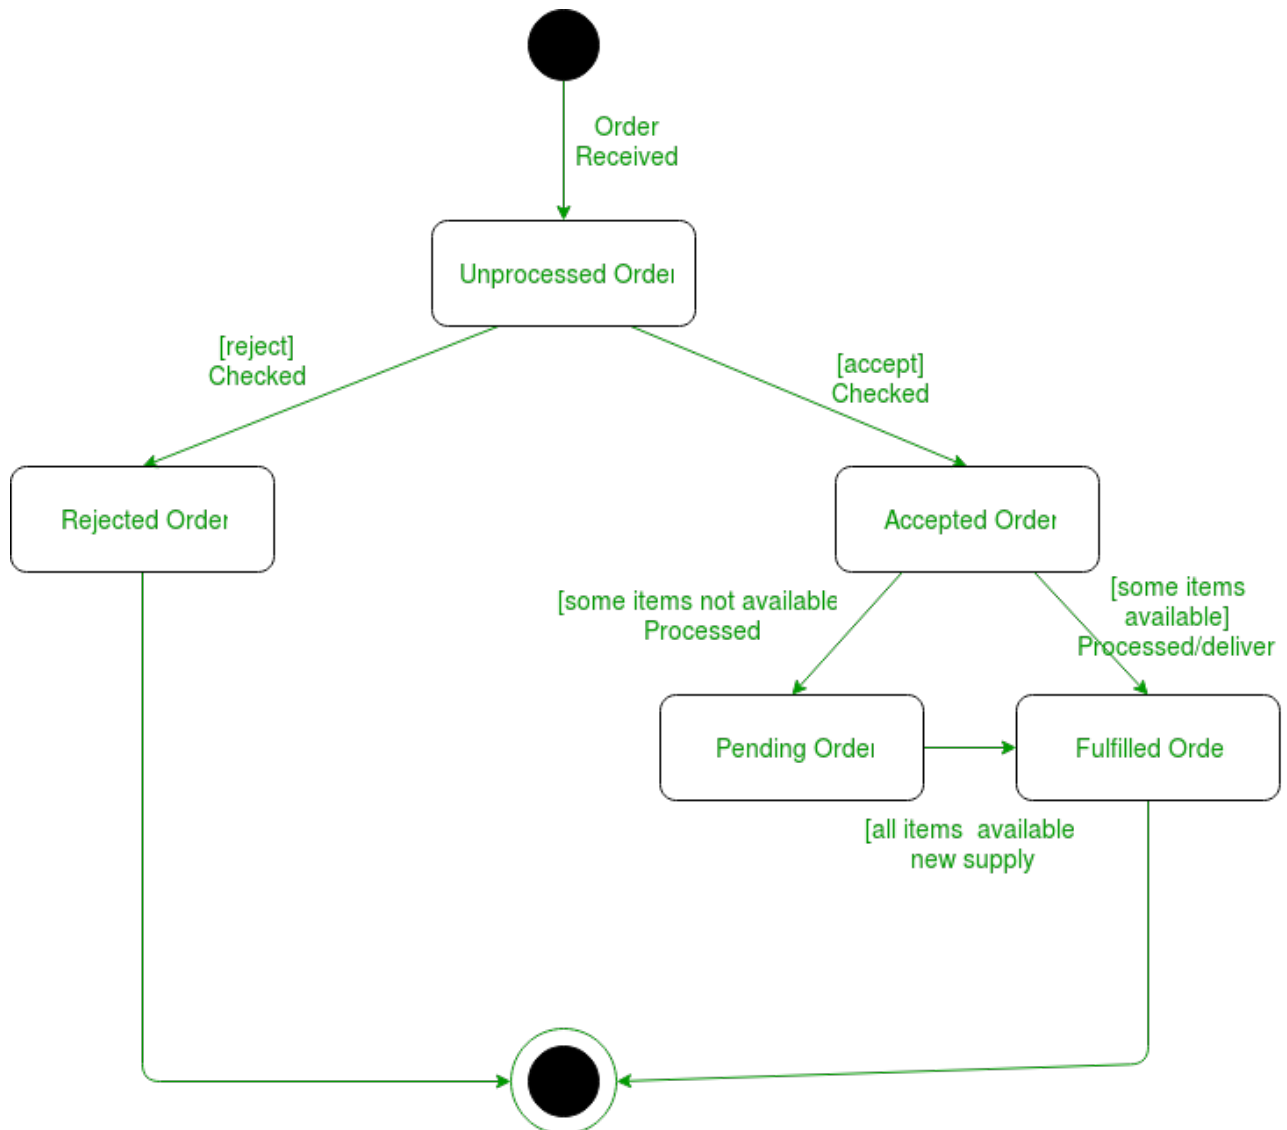 Order
Received
Unprocessed Order
[reject]
Checked
[accept]
Checked
Rejected Order
Accepted Order
[some items not available
Processed
[some items
available]
Processed/deliver
Pending Order
Fulfilled Orde
[all items  available
new supply